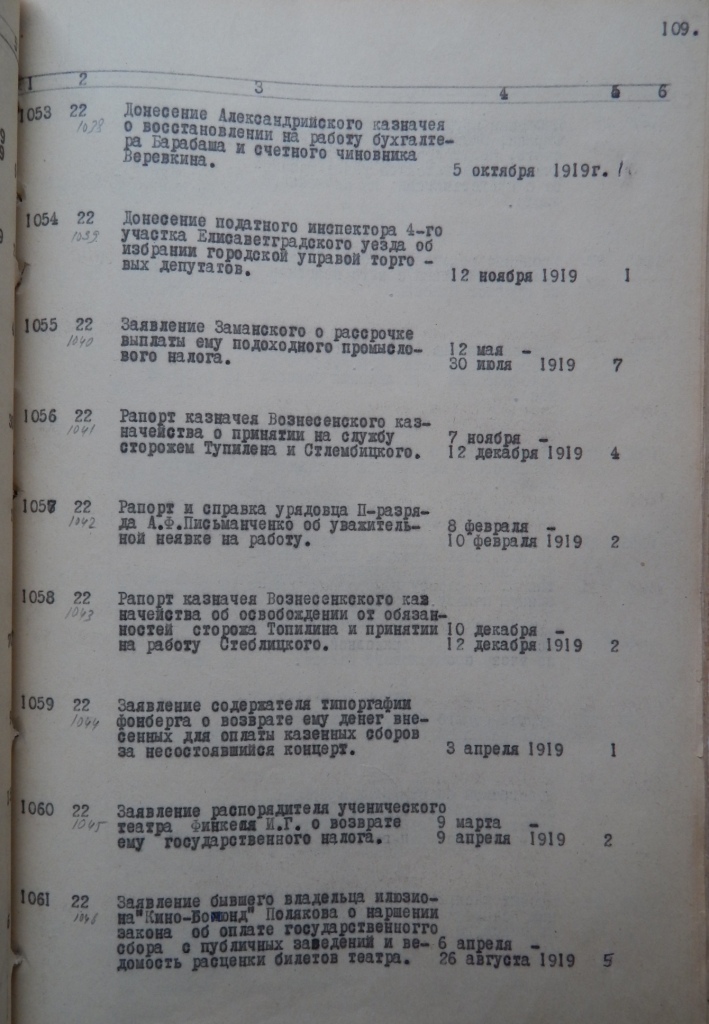 109.
1 2 3 4 5 6
1053 22 Донесение Александрийского казначея
1038 о восстановлении на работу бухгалте-
ра Барабаша и счетного чиновника
Веревкина. 5 октября 1919г. 1
1054 22 Донесение податного инспектора 4-го
1039 участка Елисаветградского уезда об
избрании городской управой торго -
вых депутатов. 12 ноября 1919 1
1055 22 Заявление Заманского о рассрочке
1040 выплаты ему подоходного промысло- 12 мая -
вого налога. 30 июля 1919 7
1056 22 Рапорт казначея Вознесенского каз-
1041 начейства о принятии на службу 7 ноября -
сторожем Тупилена и Стлембицкого. 12 декабря 1919 4
1057 22 Рапорт и справка урядовца П-разря-
1042 да А.Ф.Письманченко об уважитель- 8 февраля -
ной неявке на работу. 10 февраля 1919 2
1058 22 Рапорт казначея Вознесенкского каз
1043 начейства об освобождении от обязан-
ностей сторожа Топилина и принятии 10 декабря -
на работу Стеблицкого. 12 декабря 1919 2
1059 22 Заявление содержателя типоргафии
1044 фонберга о возврате ему денег вне-
сенных для оплаты казенных сборов
за несостоявшийся концерт. 3 апреля 1919 1
1060 22 Заявление распорядителя ученического
1045 театра Финкеля И.Г. о возврате 9 марта -
ему государственного налога. 9 апреля 1919 2
1061 22 Заявление бывшего владельца илюзио-
1046 на"Кино-Бомонд" Полякова о наршении
закона об оплате государственногго
сбора с публичных заведений и ве- 6 апреля -
домость расценки билетов театра. 26 августа 1919 5